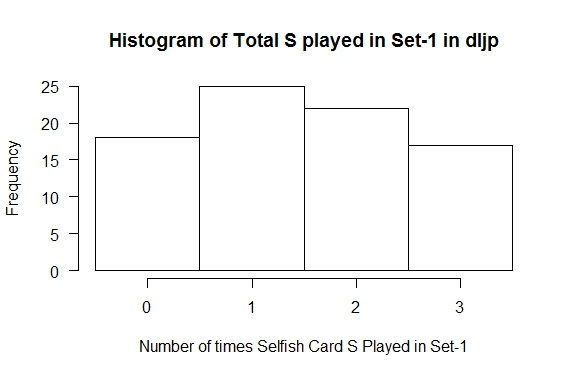 Histogram of Total S played in Set-1 in dljp
Frequency
25
20
15
10
5
0
0 1 2 3
Number of times Selfish Card S Played in Set-1